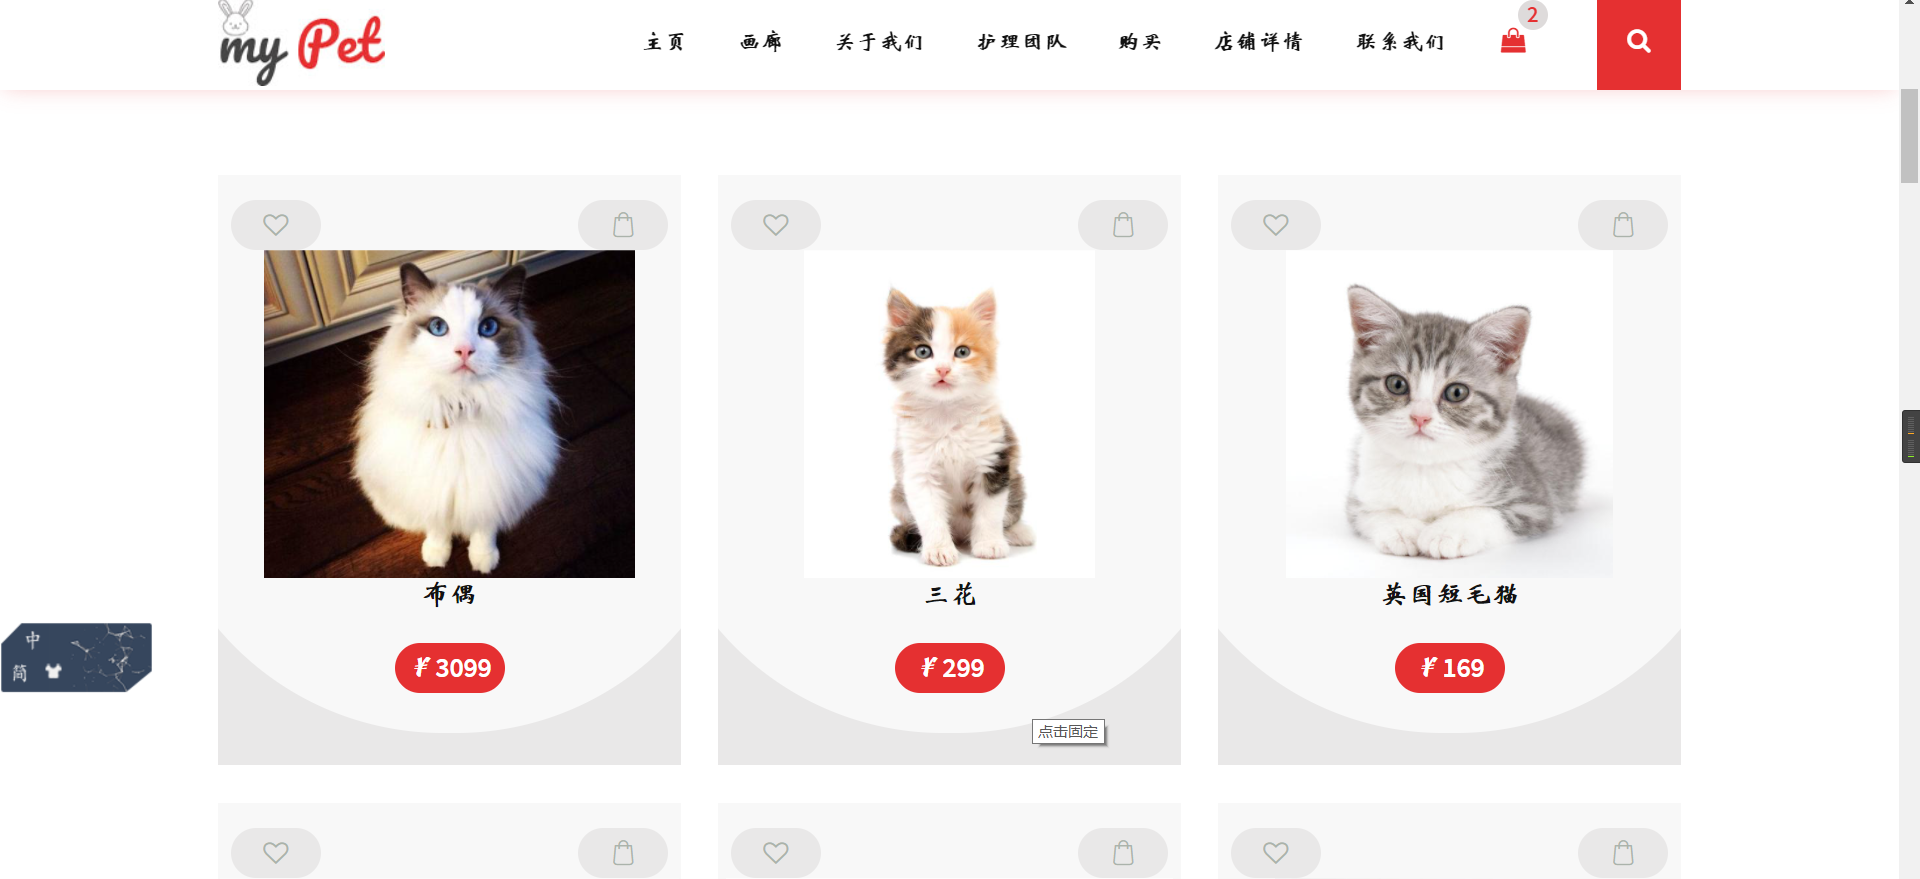 my Pet
主页 画廊 关于我们 护理团队 购买 店铺详情 联系我们 2
布偶
¥ 3099
三花
¥ 299
英国短毛猫
¥ 169
点击固定
中
简